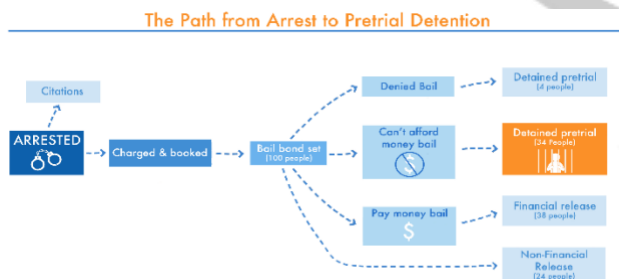 The Path from Arrest to Pretrial Detention
Citations
ARRESTED
Charged & booked
Bail bond set
(100 people)
Denied Bail
Detained pretrial
(4 people)
Can't afford
money bail
$
Detained pretrial
(34 People)
Pay money bail
$
Financial release
(38 people)
Non-Financial
Release
(24 people)